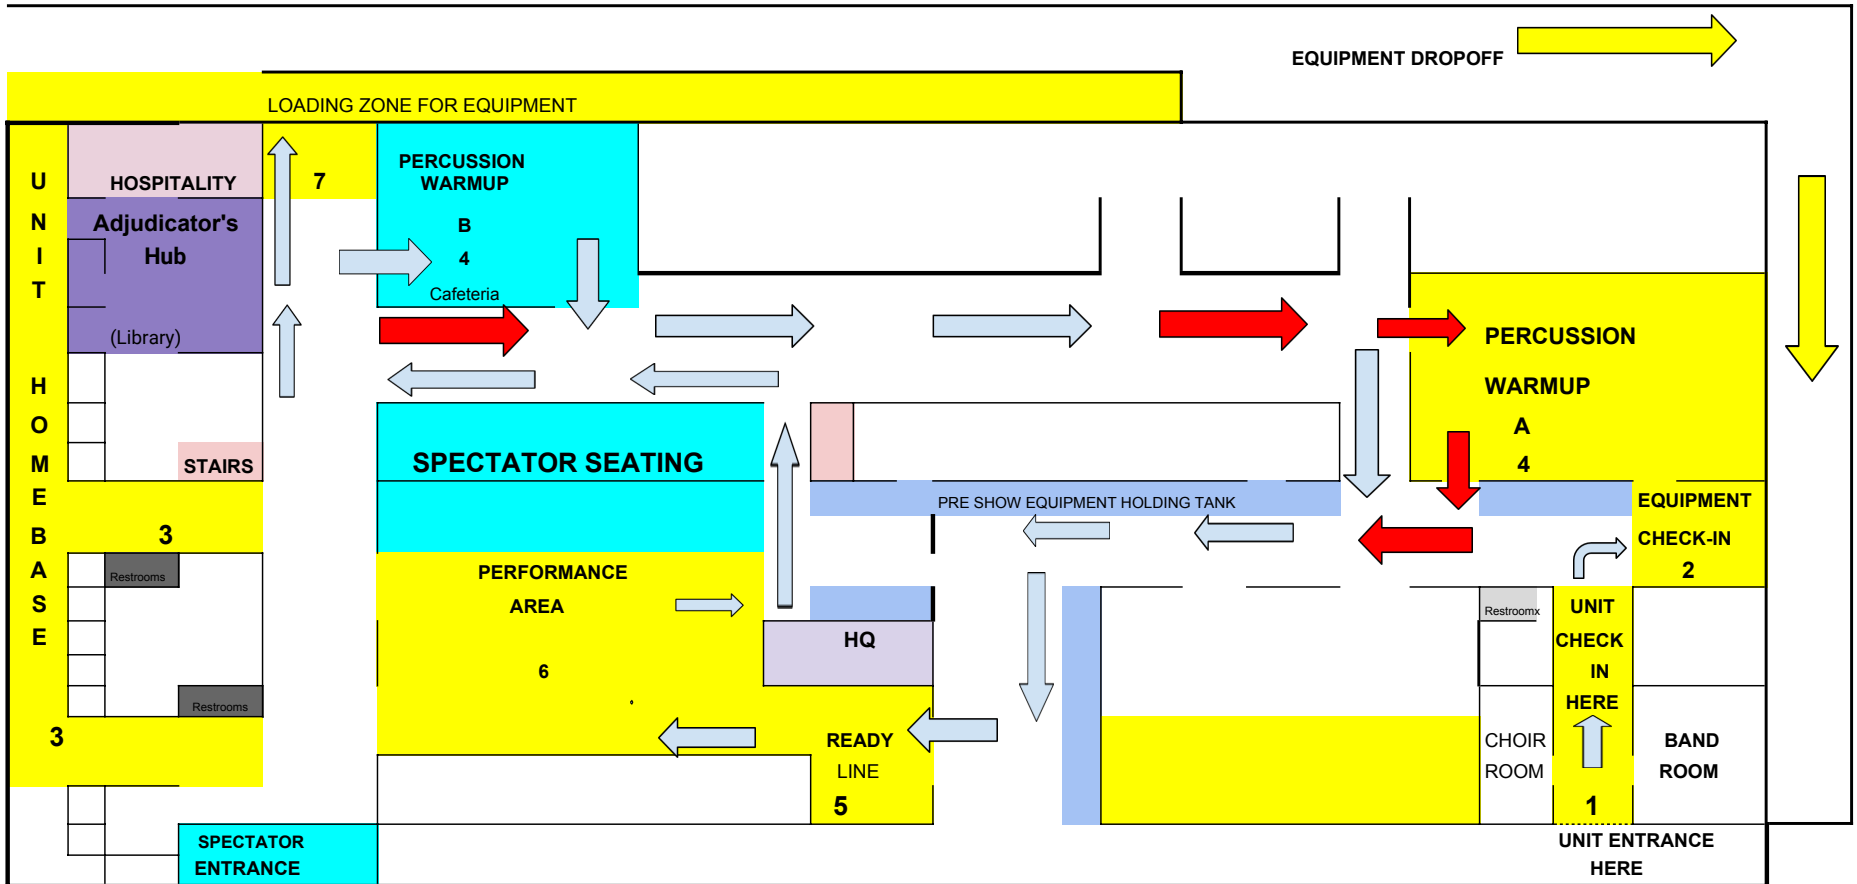 EQUIPMENT DROPOFF
LOADING ZONE FOR EQUIPMENT
U
N
I
T
H
O
M
E
B
A
S
E
HOSPITALITY
7
PERCUSSION
WARMUP
B
4
Cafeteria
Adjudicator's
Hub
(Library)
PERCUSSION
WARMUP
A
4
STAIRS
SPECTATOR SEATING
PRE SHOW EQUIPMENT HOLDING TANK
EQUIPMENT
CHECK-IN
2
3
Restrooms
PERFORMANCE
AREA
6
HQ
Restroomx
UNIT
CHECK
IN
HERE
1
Restrooms
3
READY
LINE
5
CHOIR
ROOM
BAND
ROOM
SPECTATOR
ENTRANCE
UNIT ENTRANCE
HERE